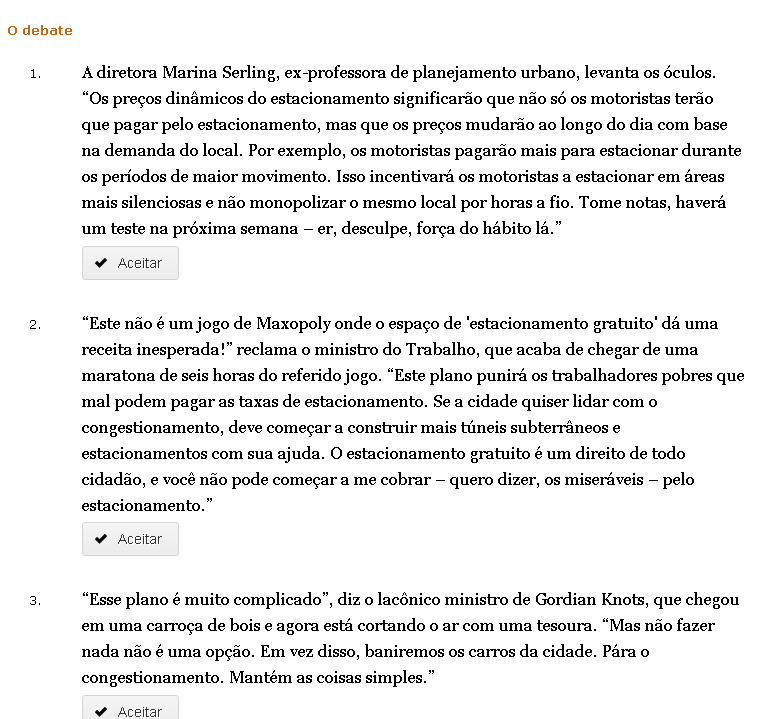 O debate
1. A diretora Marina Serling, ex-professora de planejamento urbano, levanta os óculos.
“Os preços dinâmicos do estacionamento significarão que não só os motoristas terão
que pagar pelo estacionamento, mas que os preços mudarão ao longo do dia com base
na demanda do local. Por exemplo, os motoristas pagarão mais para estacionar durante
os períodos de maior movimento. Isso incentivará os motoristas a estacionar em áreas
mais silenciosas e não monopolizar o mesmo local por horas a fio. Tome notas, haverá
um teste na próxima semana – er, desculpe, força do hábito lá.”
Aceitar
2. “Este não é um jogo de Maxopoly onde o espaço de 'estacionamento gratuito' dá uma
receita inesperada!” reclama o ministro do Trabalho, que acaba de chegar de uma
maratona de seis horas do referido jogo. “Este plano punirá os trabalhadores pobres que
mal podem pagar as taxas de estacionamento. Se a cidade quiser lidar com o
congestionamento, deve começar a construir mais túneis subterrâneos e
estacionamentos com sua ajuda. O estacionamento gratuito é um direito de todo
cidadão, e você não pode começar a me cobrar – quero dizer, os miseráveis – pelo
estacionamento.”
Aceitar
3. “Esse plano é muito complicado”, diz o lacônico ministro de Gordian Knots, que chegou
em uma carroça de bois e agora está cortando o ar com uma tesoura. “Mas não fazer
nada não é uma opção. Em vez disso, baniremos os carros da cidade. Pára o
congestionamento. Mantém as coisas simples.”
Aceitar